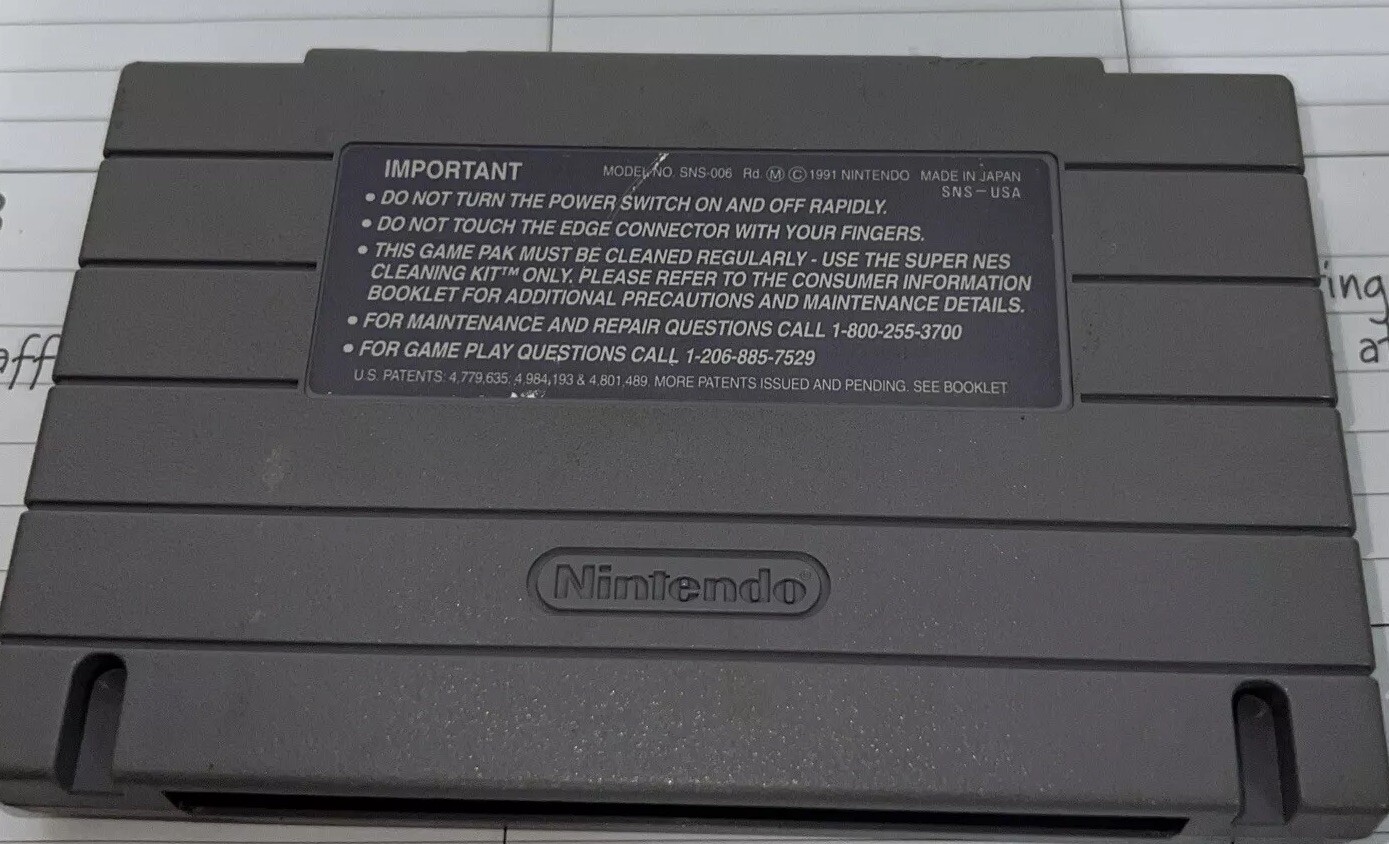 IMPORTANT MODEL NO. SNS-006 Rd. Ⓜ © 1991 NINTENDO MADE IN JAPAN
SNS-USA
• DO NOT TURN THE POWER SWITCH ON AND OFF RAPIDLY.
• DO NOT TOUCH THE EDGE CONNECTOR WITH YOUR FINGERS.
• THIS GAME PAK MUST BE CLEANED REGULARLY - USE THE SUPER NES
CLEANING KIT™ ONLY. PLEASE REFER TO THE CONSUMER INFORMATION
BOOKLET FOR ADDITIONAL PRECAUTIONS AND MAINTENANCE DETAILS.
• FOR MAINTENANCE AND REPAIR QUESTIONS CALL 1-800-255-3700
• FOR GAME PLAY QUESTIONS CALL 1-206-885-7529
U.S. PATENTS: 4,779,635, 4,984,193 & 4,801,489. MORE PATENTS ISSUED AND PENDING. SEE BOOKLET
Nintendo®